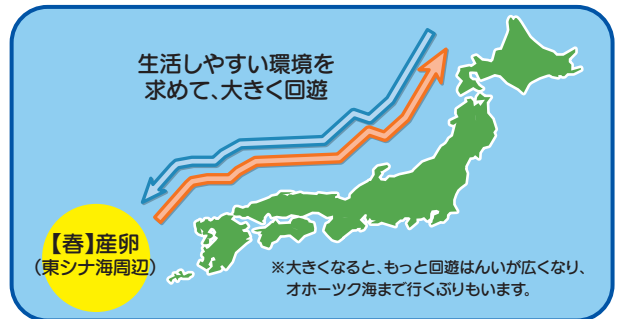 生活しやすい環境を
求めて、大きく回遊
【春】産卵
（東シナ海周辺）
※大きくなると、もっと回遊はんいが広くなり、
オホーツク海まで行くぶりもいます。